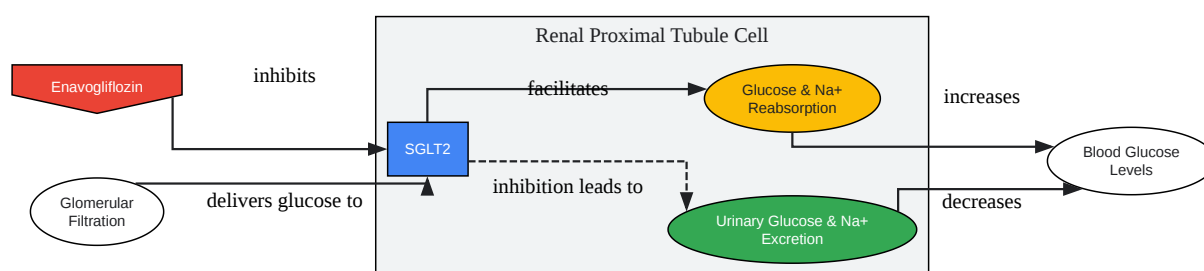 Renal Proximal Tubule Cell
inhibits
Enavogliflozin
facilitates
Glucose & Na+
Reabsorption
increases
SGLT2
Blood Glucose
Levels
Glomerular
Filtration
delivers glucose to
inhibition leads to
Urinary Glucose & Na+
Excretion
decreases